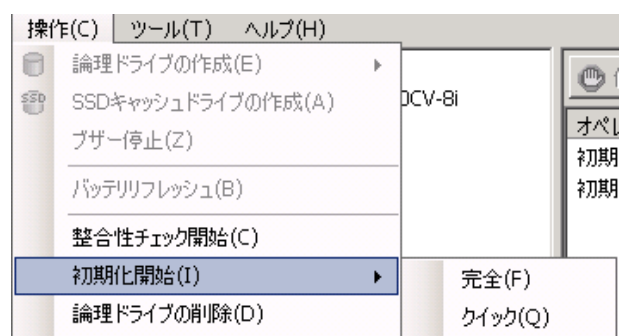 操作(C) ツール(T) ヘルプ(H)
論理ドライブの作成(E)
SSDキャッシュドライブの作成(A)
ブザー停止(Z)
バッテリリフレッシュ(B)
整合性チェック開始(C)
初期化開始(I)
論理ドライブの削除(D)
完全(F)
クイック(Q)
CV-8i
オペレ
初期
初期